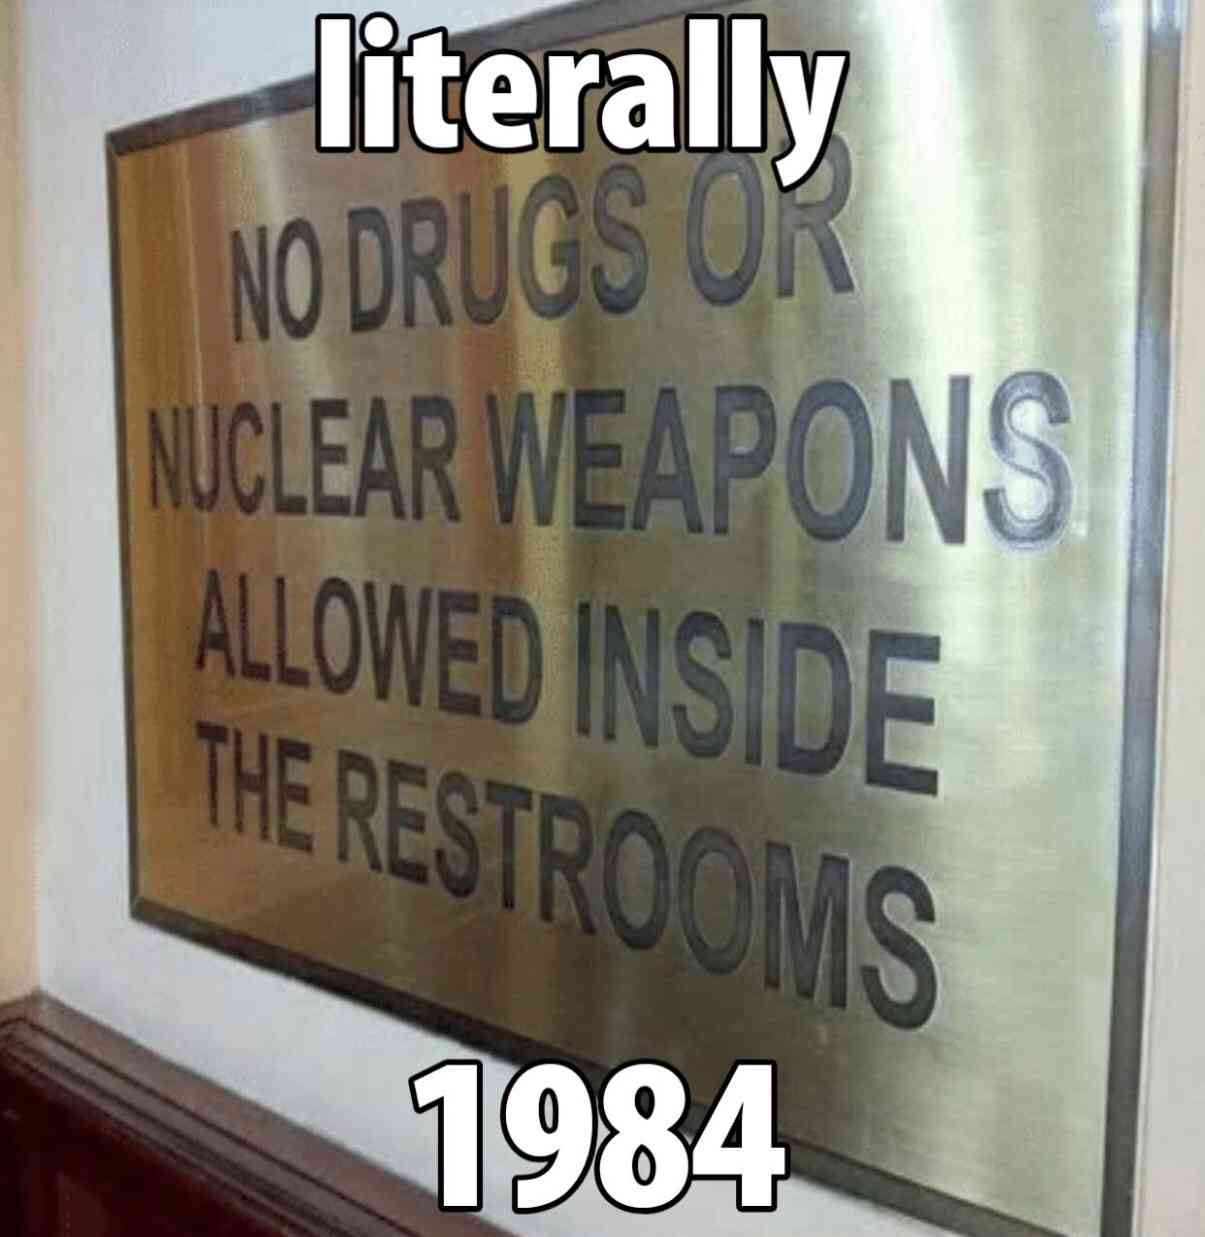 literally
NO DRUGS OR
NUCLEAR WEAPONS
ALLOWED INSIDE
THE RESTROOMS
1984